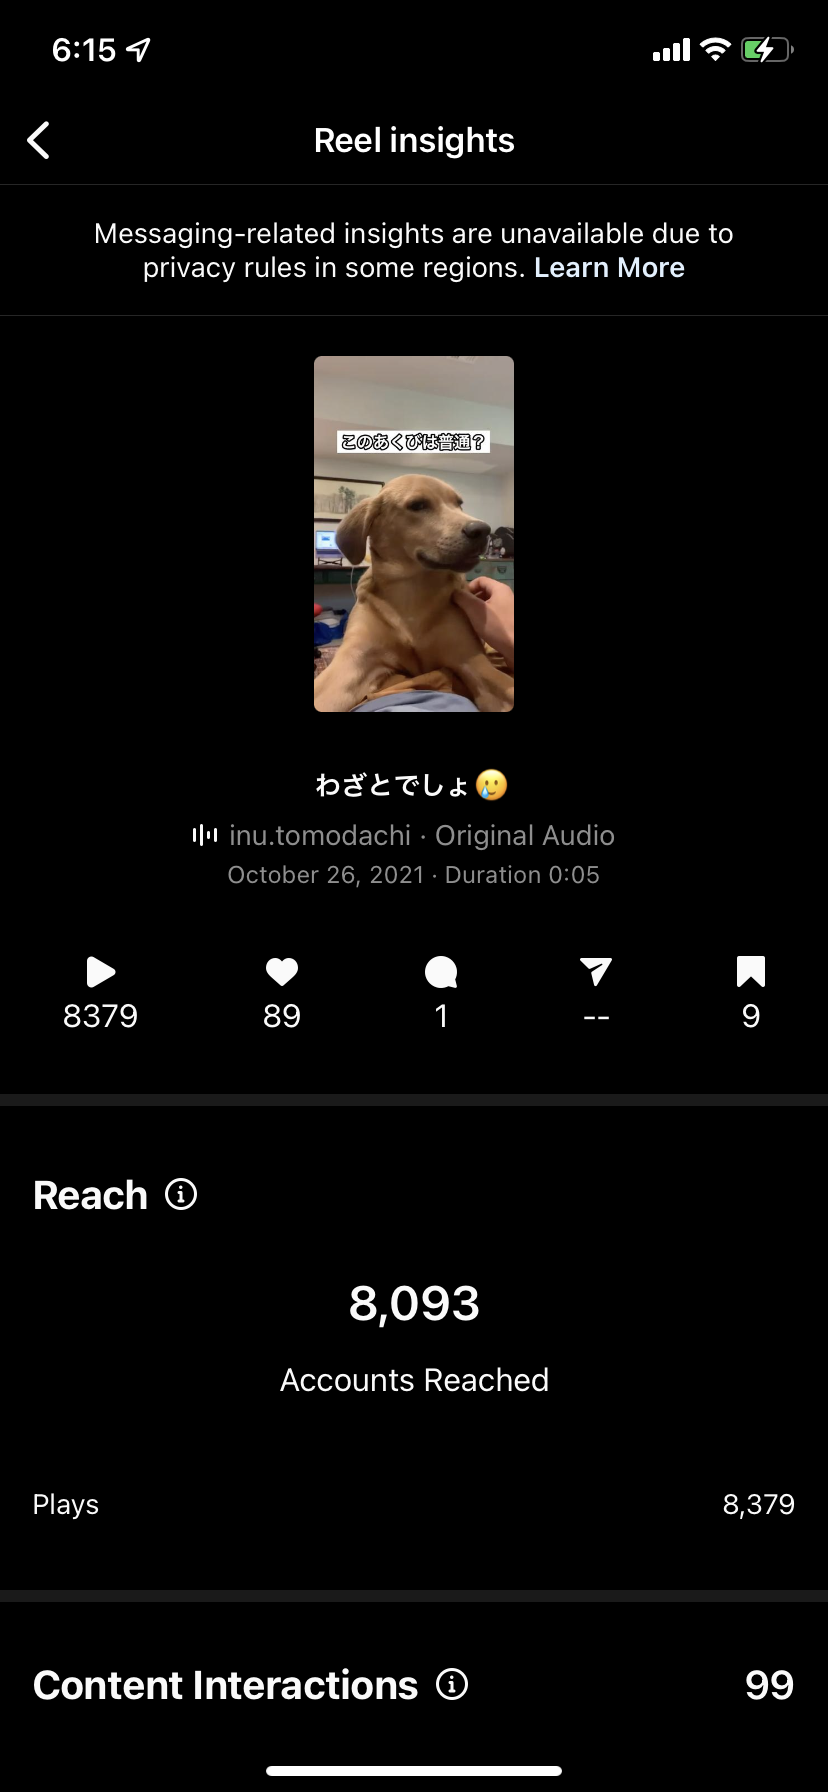 6:15
Reel insights
Messaging-related insights are unavailable due to
privacy rules in some regions. Learn More
このあくびは普通？
わざとでしょ🥲
inu.tomodachi · Original Audio
October 26, 2021 · Duration 0:05
8379 89 1 -- 9
Reach
8,093
Accounts Reached
Plays 8,379
Content Interactions 99